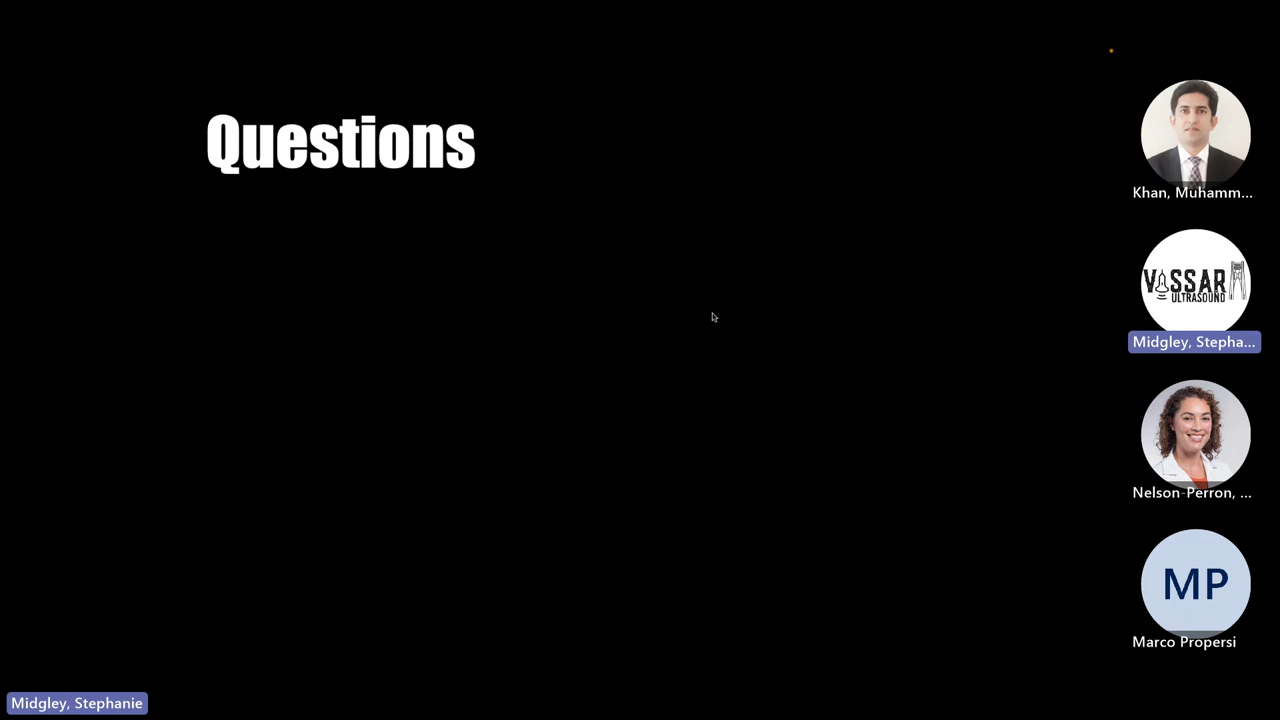 Questions
Khan, Muhamm...
VASSAR
ULTRASOUND
Midgley, Stepha...
Nelson-Perron, ...
MP
Marco Propersi
Midgley, Stephanie